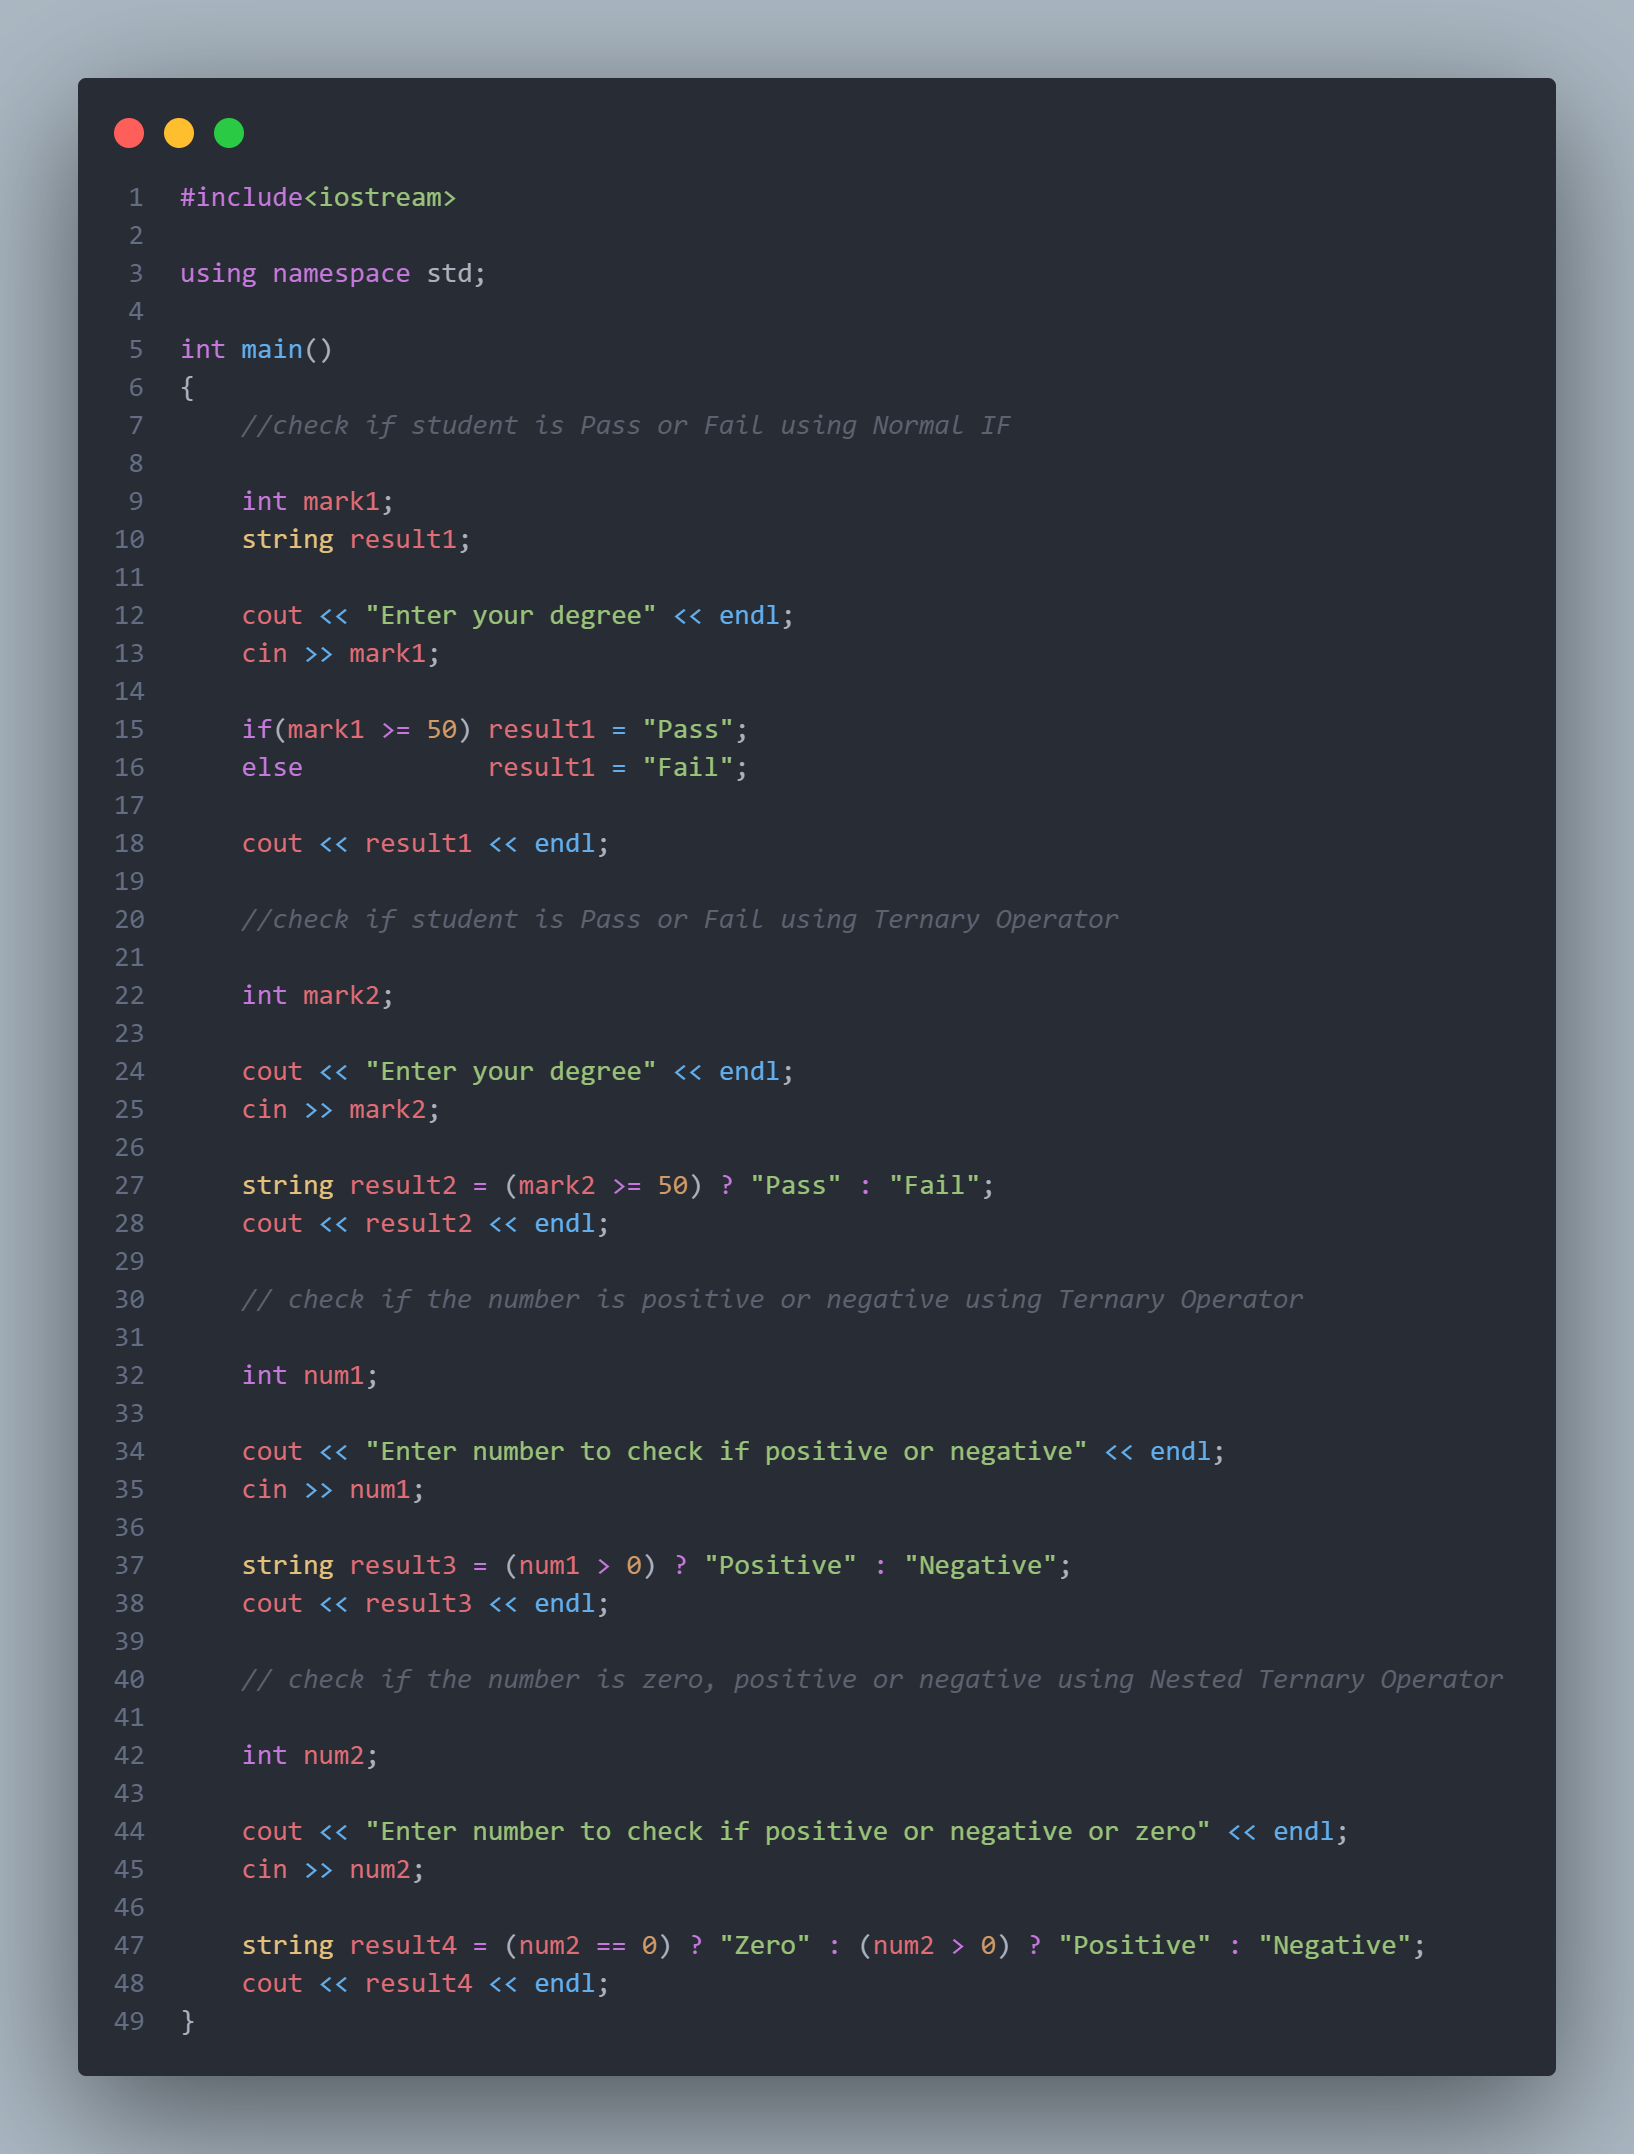 1 #include<iostream>
2
3 using namespace std;
4
5 int main()
6 {
7     //check if student is Pass or Fail using Normal IF
8
9     int mark1;
10     string result1;
11
12     cout << "Enter your degree" << endl;
13     cin >> mark1;
14
15     if(mark1 >= 50) result1 = "Pass";
16     else            result1 = "Fail";
17
18     cout << result1 << endl;
19
20     //check if student is Pass or Fail using Ternary Operator
21
22     int mark2;
23
24     cout << "Enter your degree" << endl;
25     cin >> mark2;
26
27     string result2 = (mark2 >= 50) ? "Pass" : "Fail";
28     cout << result2 << endl;
29
30     // check if the number is positive or negative using Ternary Operator
31
32     int num1;
33
34     cout << "Enter number to check if positive or negative" << endl;
35     cin >> num1;
36
37     string result3 = (num1 > 0) ? "Positive" : "Negative";
38     cout << result3 << endl;
39
40     // check if the number is zero, positive or negative using Nested Ternary Operator
41
42     int num2;
43
44     cout << "Enter number to check if positive or negative or zero" << endl;
45     cin >> num2;
46
47     string result4 = (num2 == 0) ? "Zero" : (num2 > 0) ? "Positive" : "Negative";
48     cout << result4 << endl;
49 }